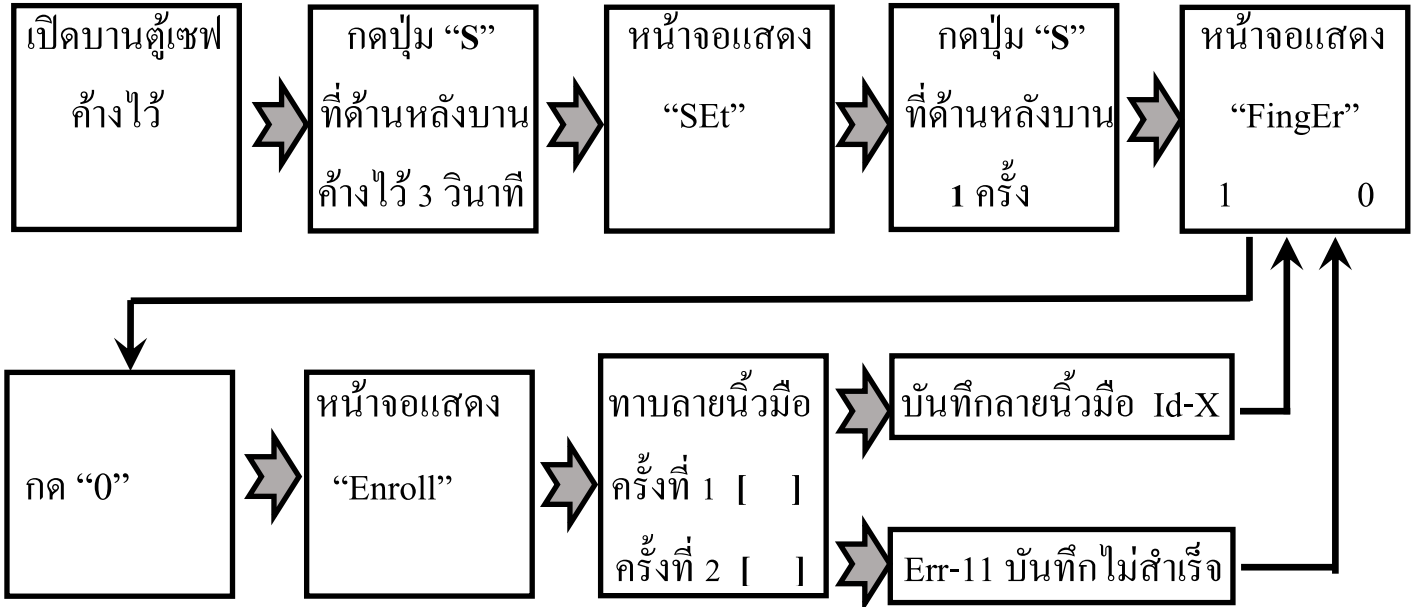 เปิดบานตู้เซฟ
ค้างไว้
กดปุ่ม “S”
ที่ด้านหลังบาน
ค้างไว้ 3 วินาที
หน้าจอแสดง
“SEt”
กดปุ่ม “S”
ที่ด้านหลังบาน
1 ครั้ง
หน้าจอแสดง
“FingEr”
1 0
กด “0”
หน้าจอแสดง
“Enroll”
ทาบลายนิ้วมือ
ครั้งที่ 1 [ ]
ครั้งที่ 2 [ ]
บันทึกลายนิ้วมือ Id-X
Err-11 บันทึกไม่สำเร็จ